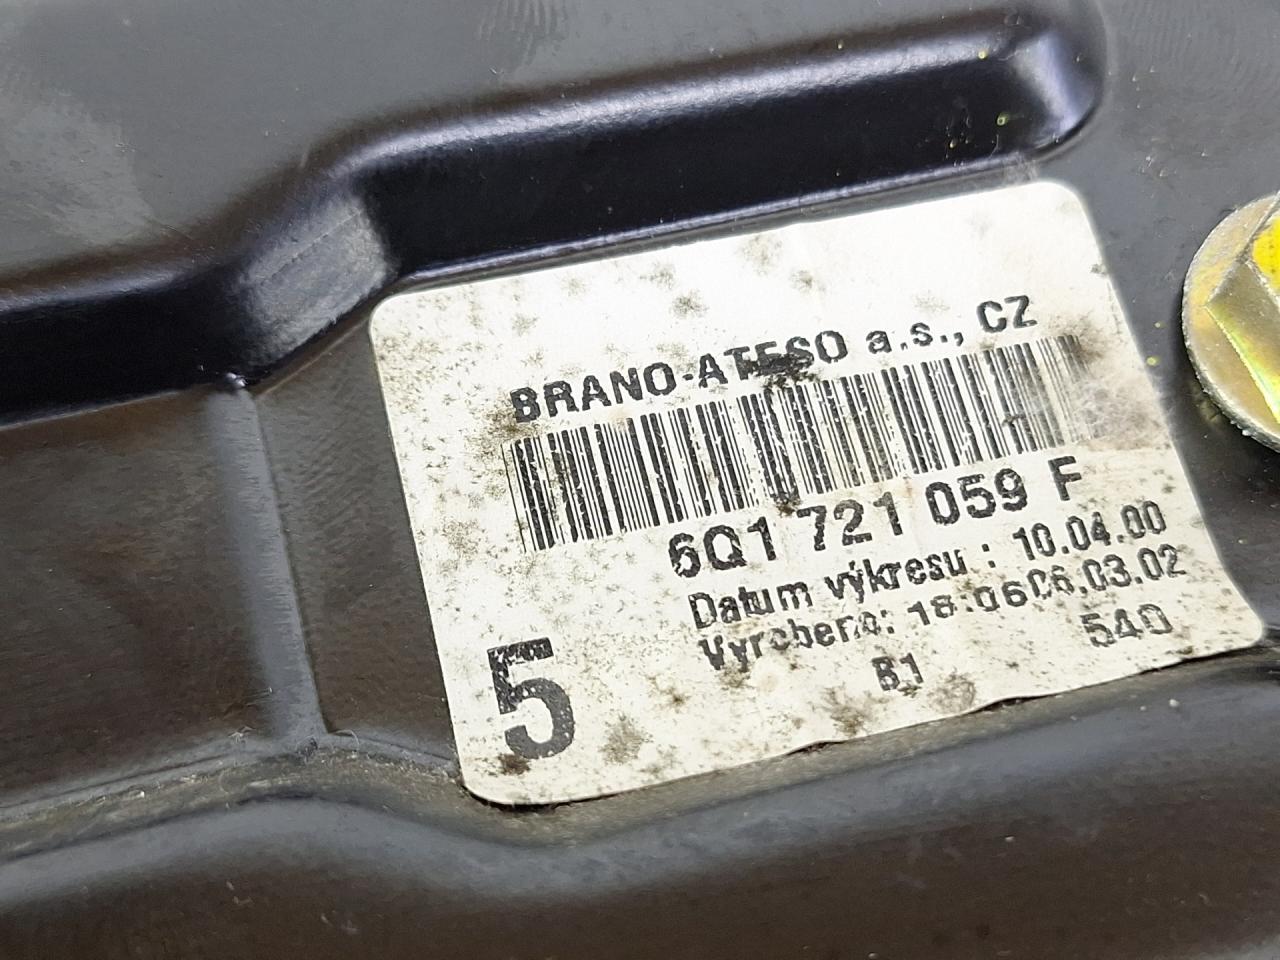 BRANO-ATESO a.s., CZ
6Q1 721 059 F
Datum výkresu : 10.04.00
Vyrobeno: 18:06 06.03.02
B1 540
5